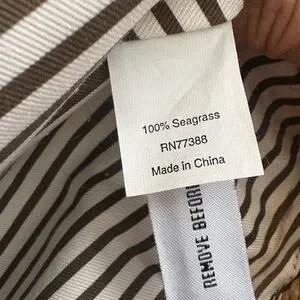 100% Seagrass
RN77388
Made in China
REMOVE BEFOR